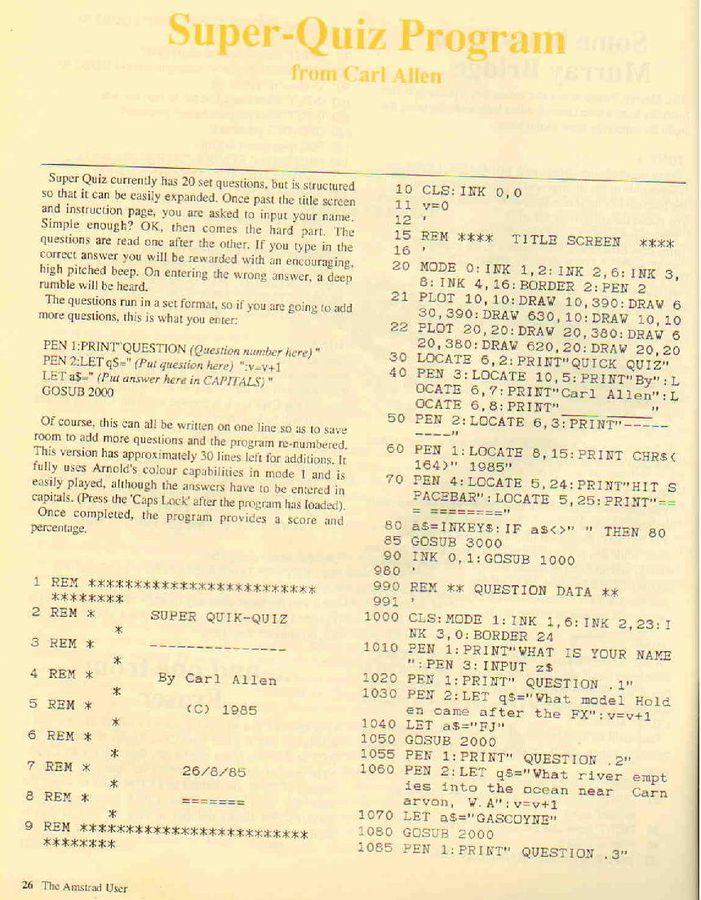 Super-Quiz Program
from Carl Allen
Super Quiz currently has 20 set questions, but is structured
so that it can be easily expanded. Once past the title screen
and instruction page, you are asked to input your name.
Simple enough? OK, then comes the hard part. The
questions are read one after the other. If you type in the
correct answer you will be rewarded with an encouraging,
high pitched beep. On entering the wrong answer, a deep
rumble will be heard.
The questions run in a set format, so if you are going to add
more questions, this is what you enter:
PEN 1:PRINT"QUESTION (Question number here) "
PEN 2:LET q$=" (Put question here) ":v=v+1
LET a$=" (Put answer here in CAPITALS) "
GOSUB 2000
Of course, this can all be written on one line so as to save
room to add more questions and the program re-numbered.
This version has approximately 30 lines left for additions. It
fully uses Arnold's colour capabilities in mode 1 and is
easily played, although the answers have to be entered in
capitals. (Press the 'Caps Lock' after the program has loaded).
Once completed, the program provides a score and
percentage.
1 REM *************************
********
2 REM * SUPER QUIK-QUIZ
*
3 REM * ---------------
*
4 REM * By Carl Allen
*
5 REM * (C) 1985
*
6 REM *
*
7 REM * 26/8/85
*
8 REM * =======
*
9 REM *************************
********
10 CLS:INK 0,0
11 v=0
12 '
15 REM **** TITLE SCREEN ****
16 '
20 MODE 0:INK 1,2:INK 2,6:INK 3,
8:INK 4,16:BORDER 2:PEN 2
21 PLOT 10,10:DRAW 10,390:DRAW 6
30,390:DRAW 630,10:DRAW 10,10
22 PLOT 20,20:DRAW 20,380:DRAW 6
20,380:DRAW 620,20:DRAW 20,20
30 LOCATE 6,2:PRINT"QUICK QUIZ"
40 PEN 3:LOCATE 10,5:PRINT"By":L
OCATE 6,7:PRINT"Carl Allen":L
OCATE 6,8:PRINT"____ _____"
50 PEN 2:LOCATE 6,3:PRINT"-----
----"
60 PEN 1:LOCATE 8,15:PRINT CHR$(
164)" 1985"
70 PEN 4:LOCATE 5,24:PRINT"HIT S
PACEBAR":LOCATE 5,25:PRINT"==
= ========"
80 a$=INKEY$:IF a$<>" " THEN 80
85 GOSUB 3000
90 INK 0,1:GOSUB 1000
980 '
990 REM ** QUESTION DATA **
991 '
1000 CLS:MODE 1:INK 1,6:INK 2,23:I
NK 3,0:BORDER 24
1010 PEN 1:PRINT"WHAT IS YOUR NAME
":PEN 3:INPUT z$
1020 PEN 1:PRINT" QUESTION .1"
1030 PEN 2:LET q$="What model Hold
en came after the FX":v=v+1
1040 LET a$="FJ"
1050 GOSUB 2000
1055 PEN 1:PRINT" QUESTION .2"
1060 PEN 2:LET q$="What river empt
ies into the ocean near Carn
arvon, W.A":v=v+1
1070 LET a$="GASCOYNE"
1080 GOSUB 2000
1085 PEN 1:PRINT" QUESTION .3"
26 The Amstrad User